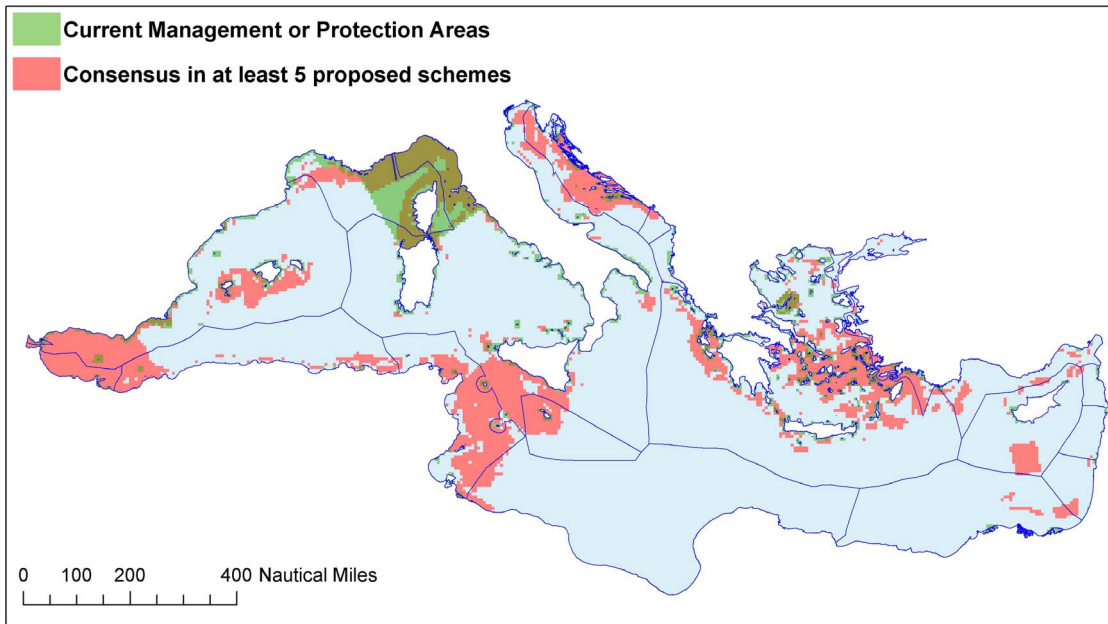 Current Management or Protection Areas
Consensus in at least 5 proposed schemes
0 100 200 400 Nautical Miles